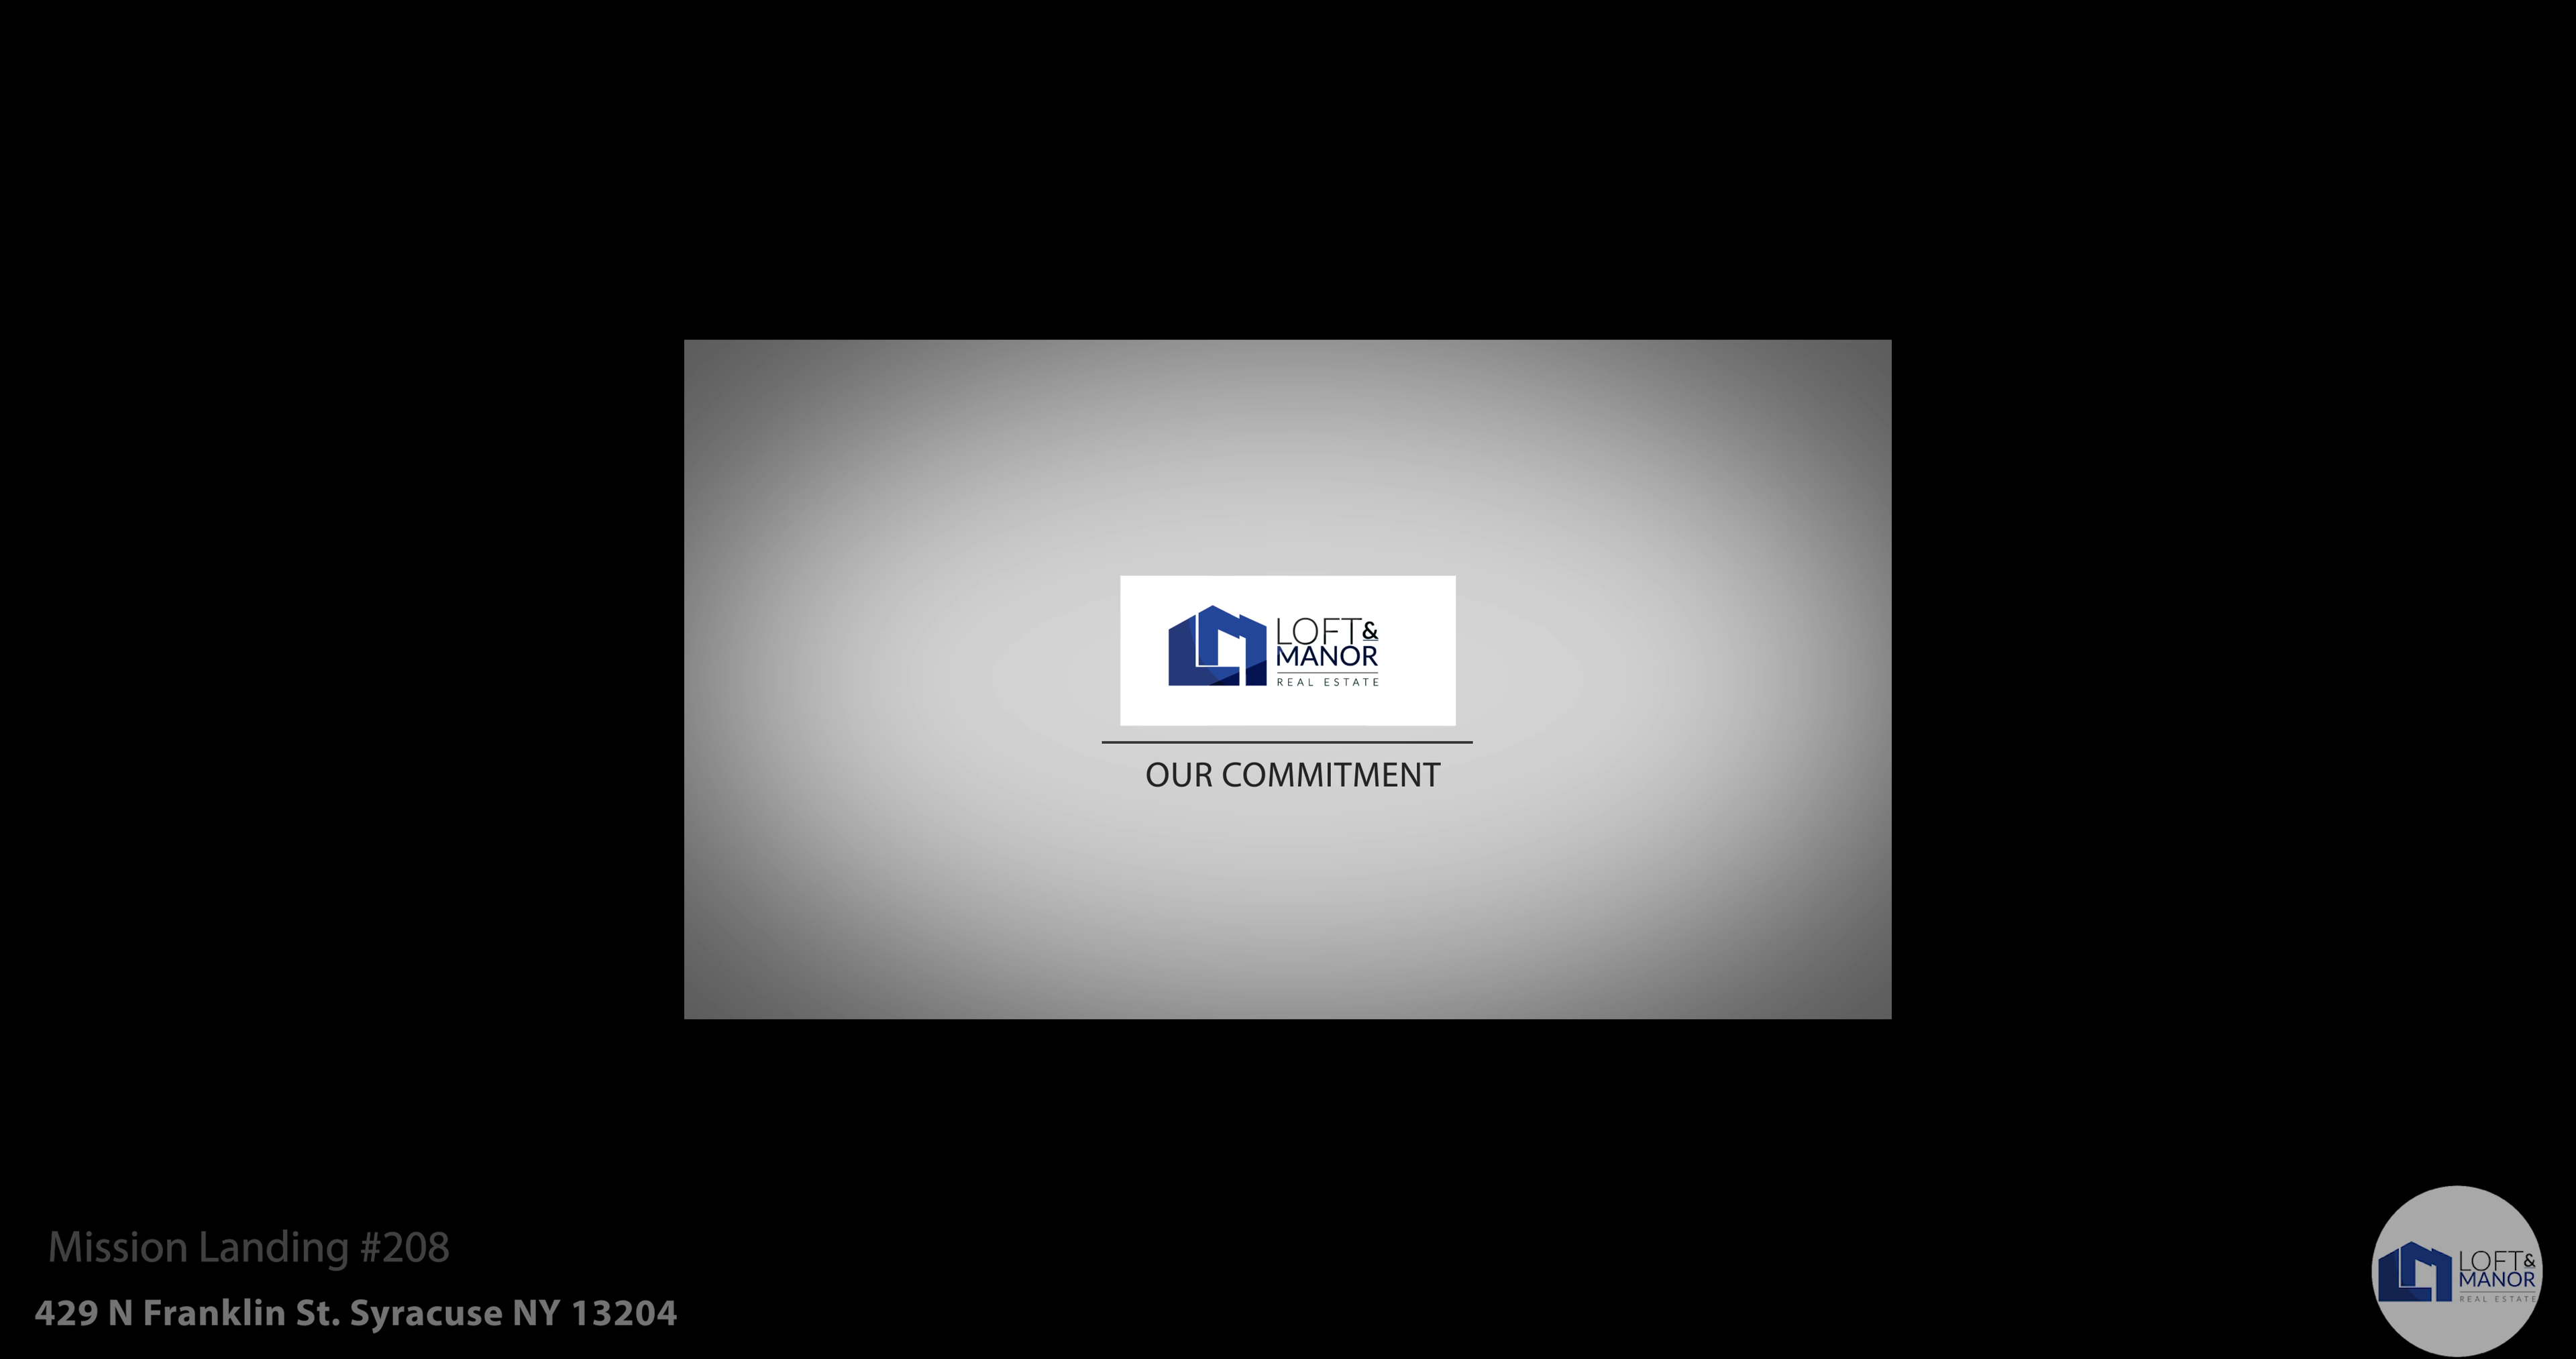 LOFT&
MANOR
REAL ESTATE
OUR COMMITMENT
Mission Landing #208
429 N Franklin St. Syracuse NY 13204
LOFT&
MANOR
REAL ESTATE